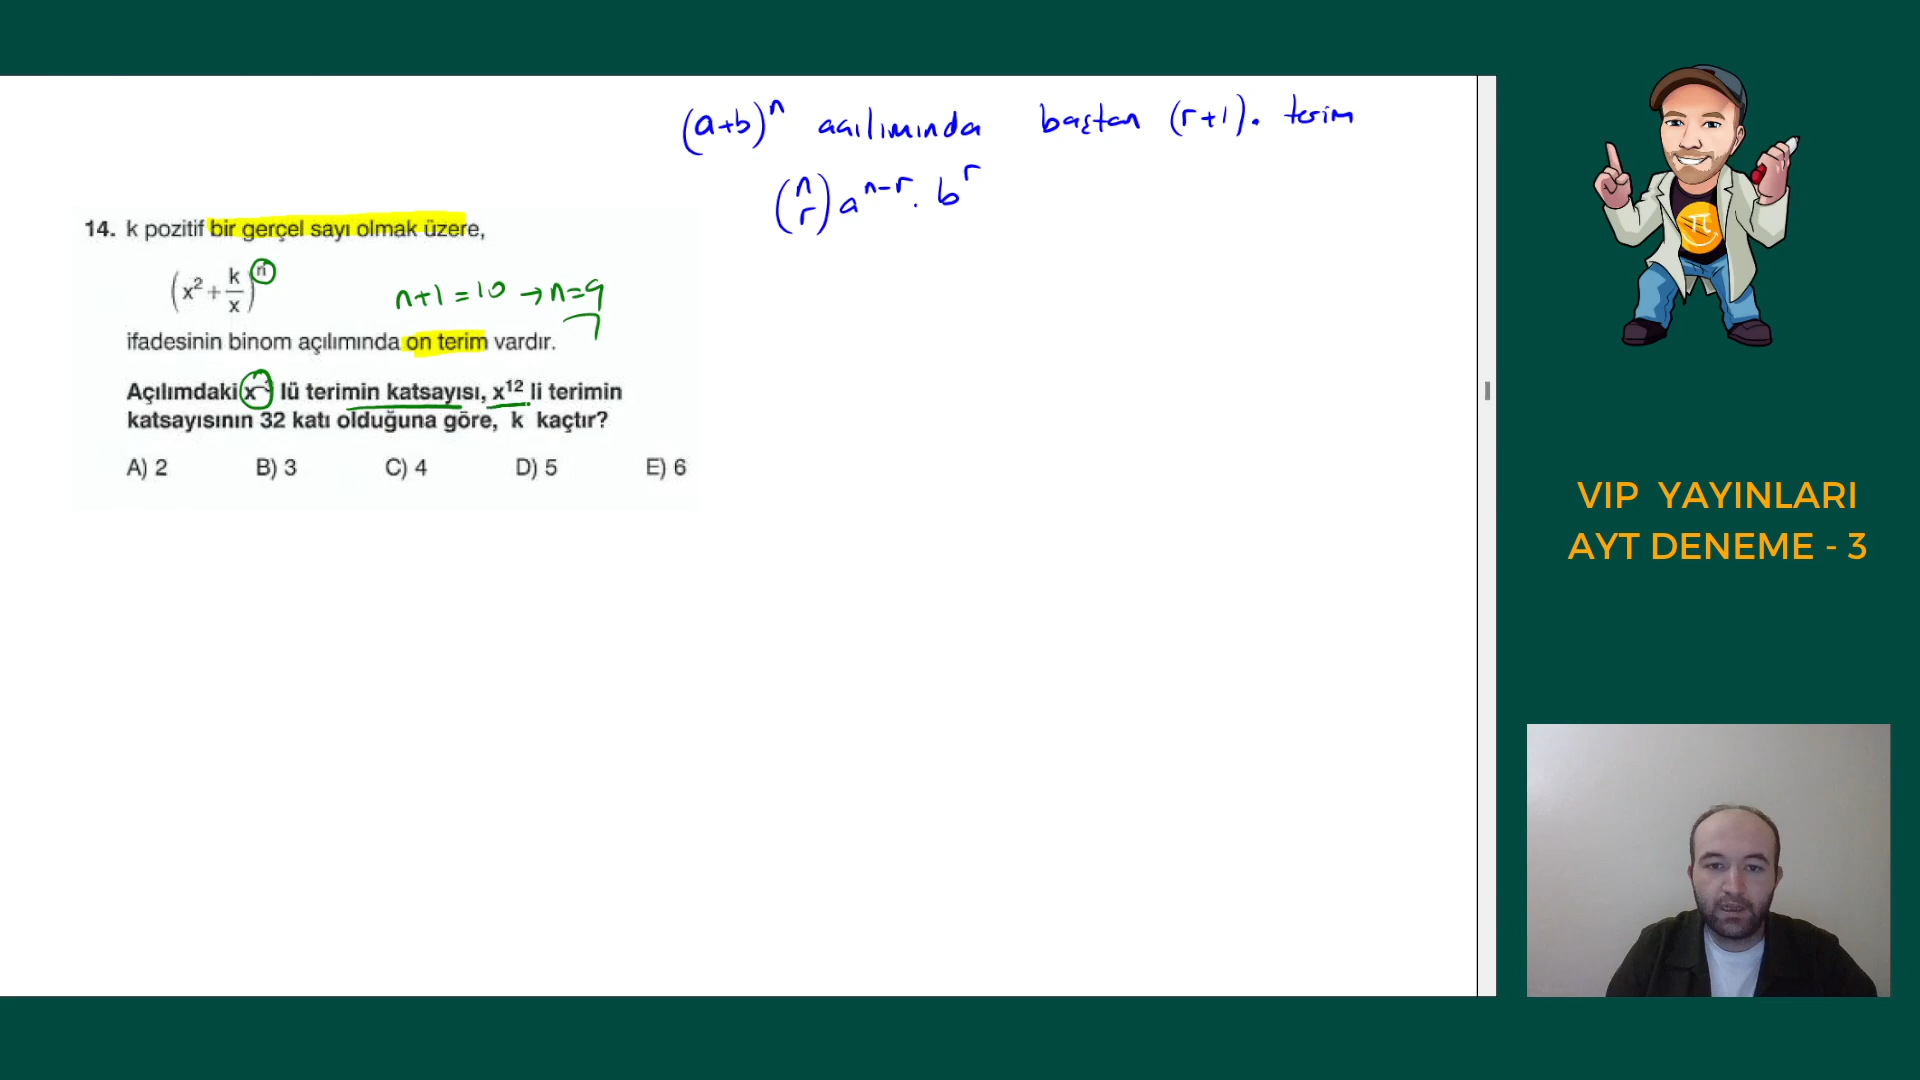 (a+b)^n açılımında baştan (r+1). terim
(n r) a^{n-r} . b^r
14. k pozitif bir gerçel sayı olmak üzere,
(x² + k/x)^n
n+1 = 10 → n=9
ifadesinin binom açılımında on terim vardır.
Açılımdaki x⁻³ lü terimin katsayısı, x¹² li terimin
katsayısının 32 katı olduğuna göre, k kaçtır?
A) 2 B) 3 C) 4 D) 5 E) 6
π
VIP YAYINLARI
AYT DENEME - 3